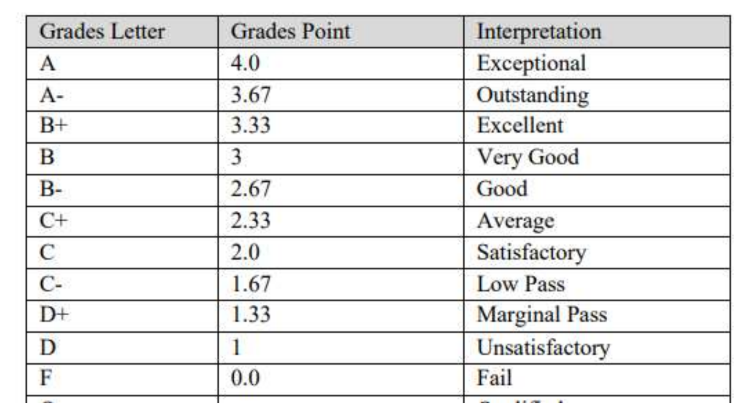 Grades Letter Grades Point Interpretation
A 4.0 Exceptional
A- 3.67 Outstanding
B+ 3.33 Excellent
B 3 Very Good
B- 2.67 Good
C+ 2.33 Average
C 2.0 Satisfactory
C- 1.67 Low Pass
D+ 1.33 Marginal Pass
D 1 Unsatisfactory
F 0.0 Fail